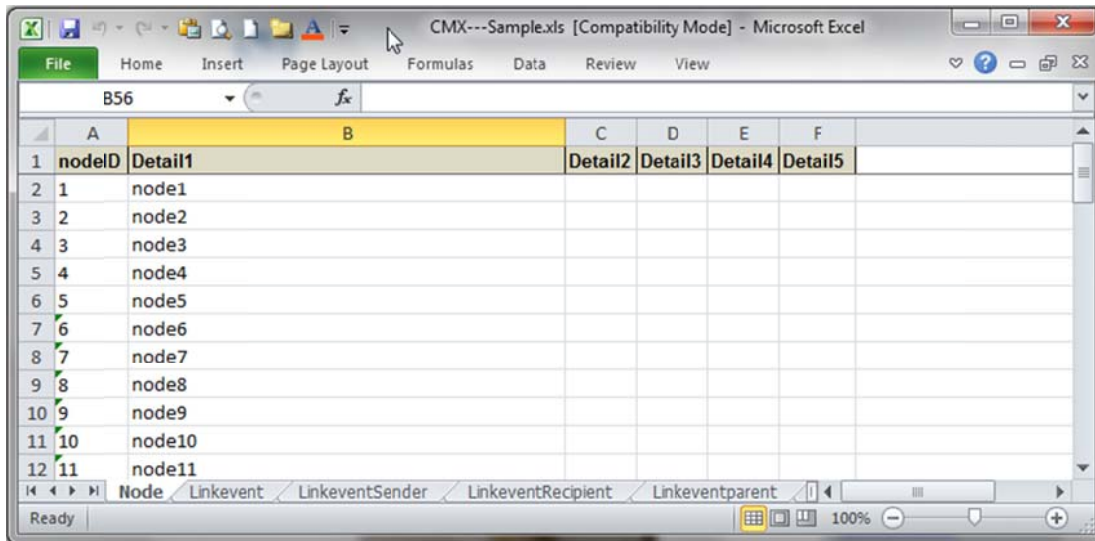 CMX---Sample.xls [Compatibility Mode] - Microsoft Excel
File Home Insert Page Layout Formulas Data Review View
B56 fx
A B C D E F
1 nodeID Detail1 Detail2 Detail3 Detail4 Detail5
2 1 node1
3 2 node2
4 3 node3
5 4 node4
6 5 node5
7 6 node6
8 7 node7
9 8 node8
10 9 node9
11 10 node10
12 11 node11
Node Linkevent LinkeventSender LinkeventRecipient Linkeventparent
Ready 100%